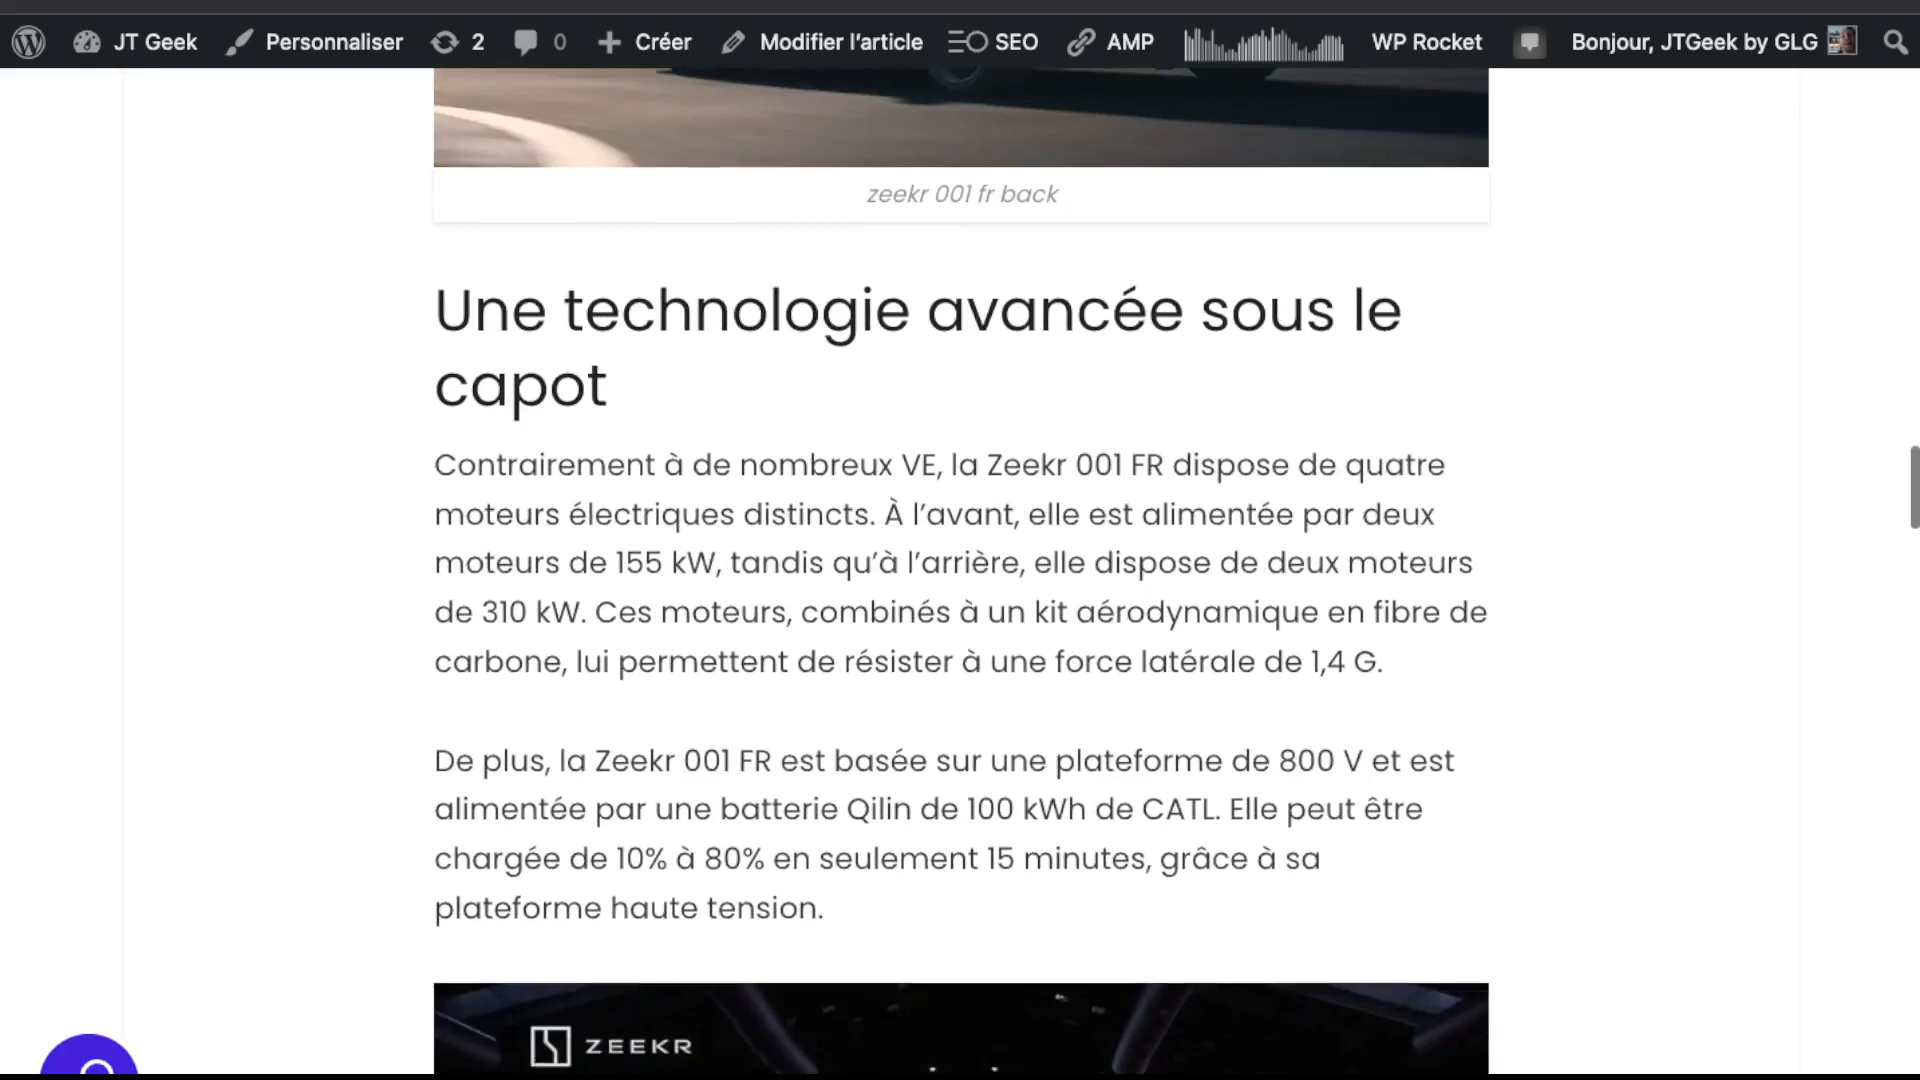 JT Geek Personnaliser 2 0 Créer Modifier l'article SEO AMP WP Rocket Bonjour, JTGeek by GLG
zeekr 001 fr back
Une technologie avancée sous le
capot
Contrairement à de nombreux VE, la Zeekr 001 FR dispose de quatre
moteurs électriques distincts. À l’avant, elle est alimentée par deux
moteurs de 155 kW, tandis qu’à l’arrière, elle dispose de deux moteurs
de 310 kW. Ces moteurs, combinés à un kit aérodynamique en fibre de
carbone, lui permettent de résister à une force latérale de 1,4 G.
De plus, la Zeekr 001 FR est basée sur une plateforme de 800 V et est
alimentée par une batterie Qilin de 100 kWh de CATL. Elle peut être
chargée de 10% à 80% en seulement 15 minutes, grâce à sa
plateforme haute tension.
ZEEKR